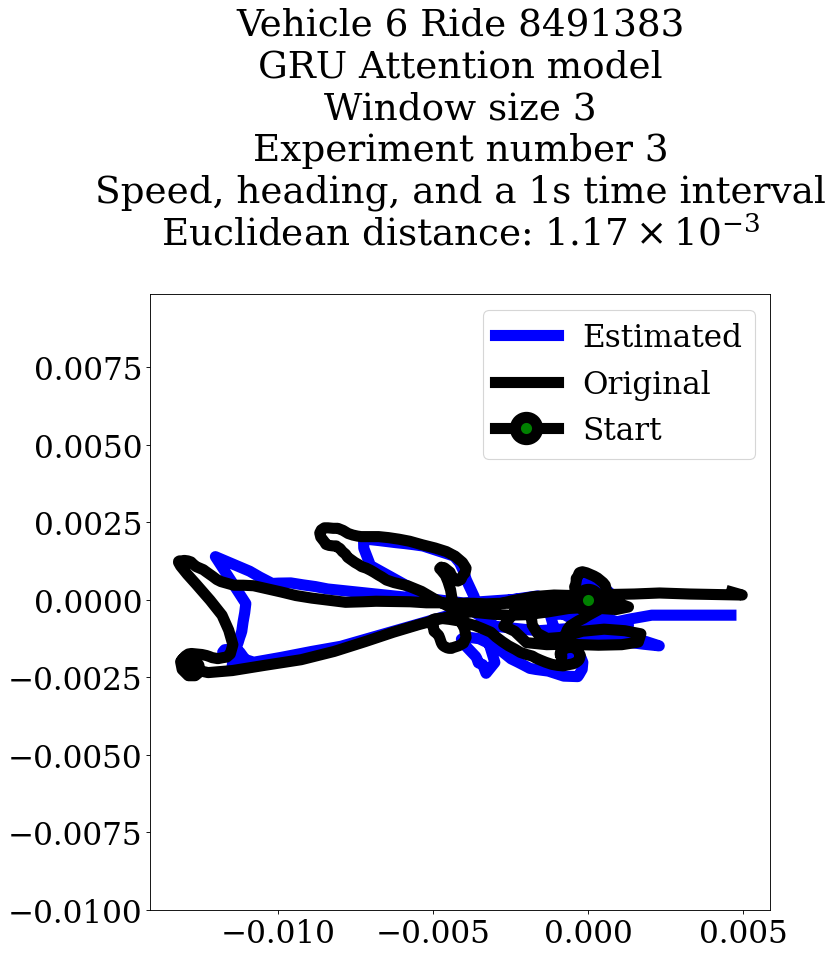 Vehicle 6 Ride 8491383
GRU Attention model
Window size 3
Experiment number 3
Speed, heading, and a 1s time interval
Euclidean distance: 1.17 × 10⁻³
Estimated
Original
Start
0.0075
0.0050
0.0025
0.0000
−0.0025
−0.0050
−0.0075
−0.0100
−0.010 −0.005 0.000 0.005